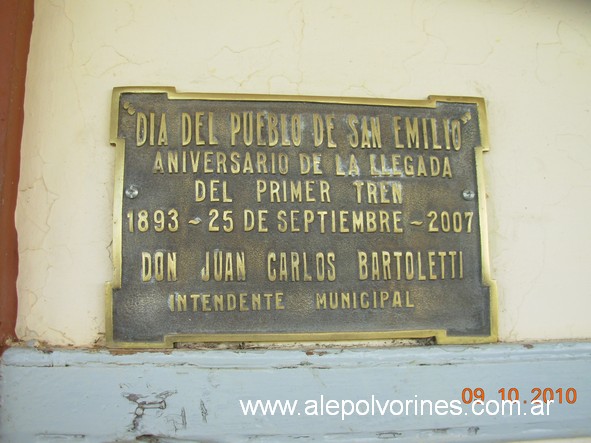 "DIA DEL PUEBLO DE SAN EMILIO"
ANIVERSARIO DE LA LLEGADA
DEL PRIMER TREN
1893 - 25 DE SEPTIEMBRE - 2007
DON JUAN CARLOS BARTOLETTI
INTENDENTE MUNICIPAL
09.10.2010
www.alepolvorines.com.ar